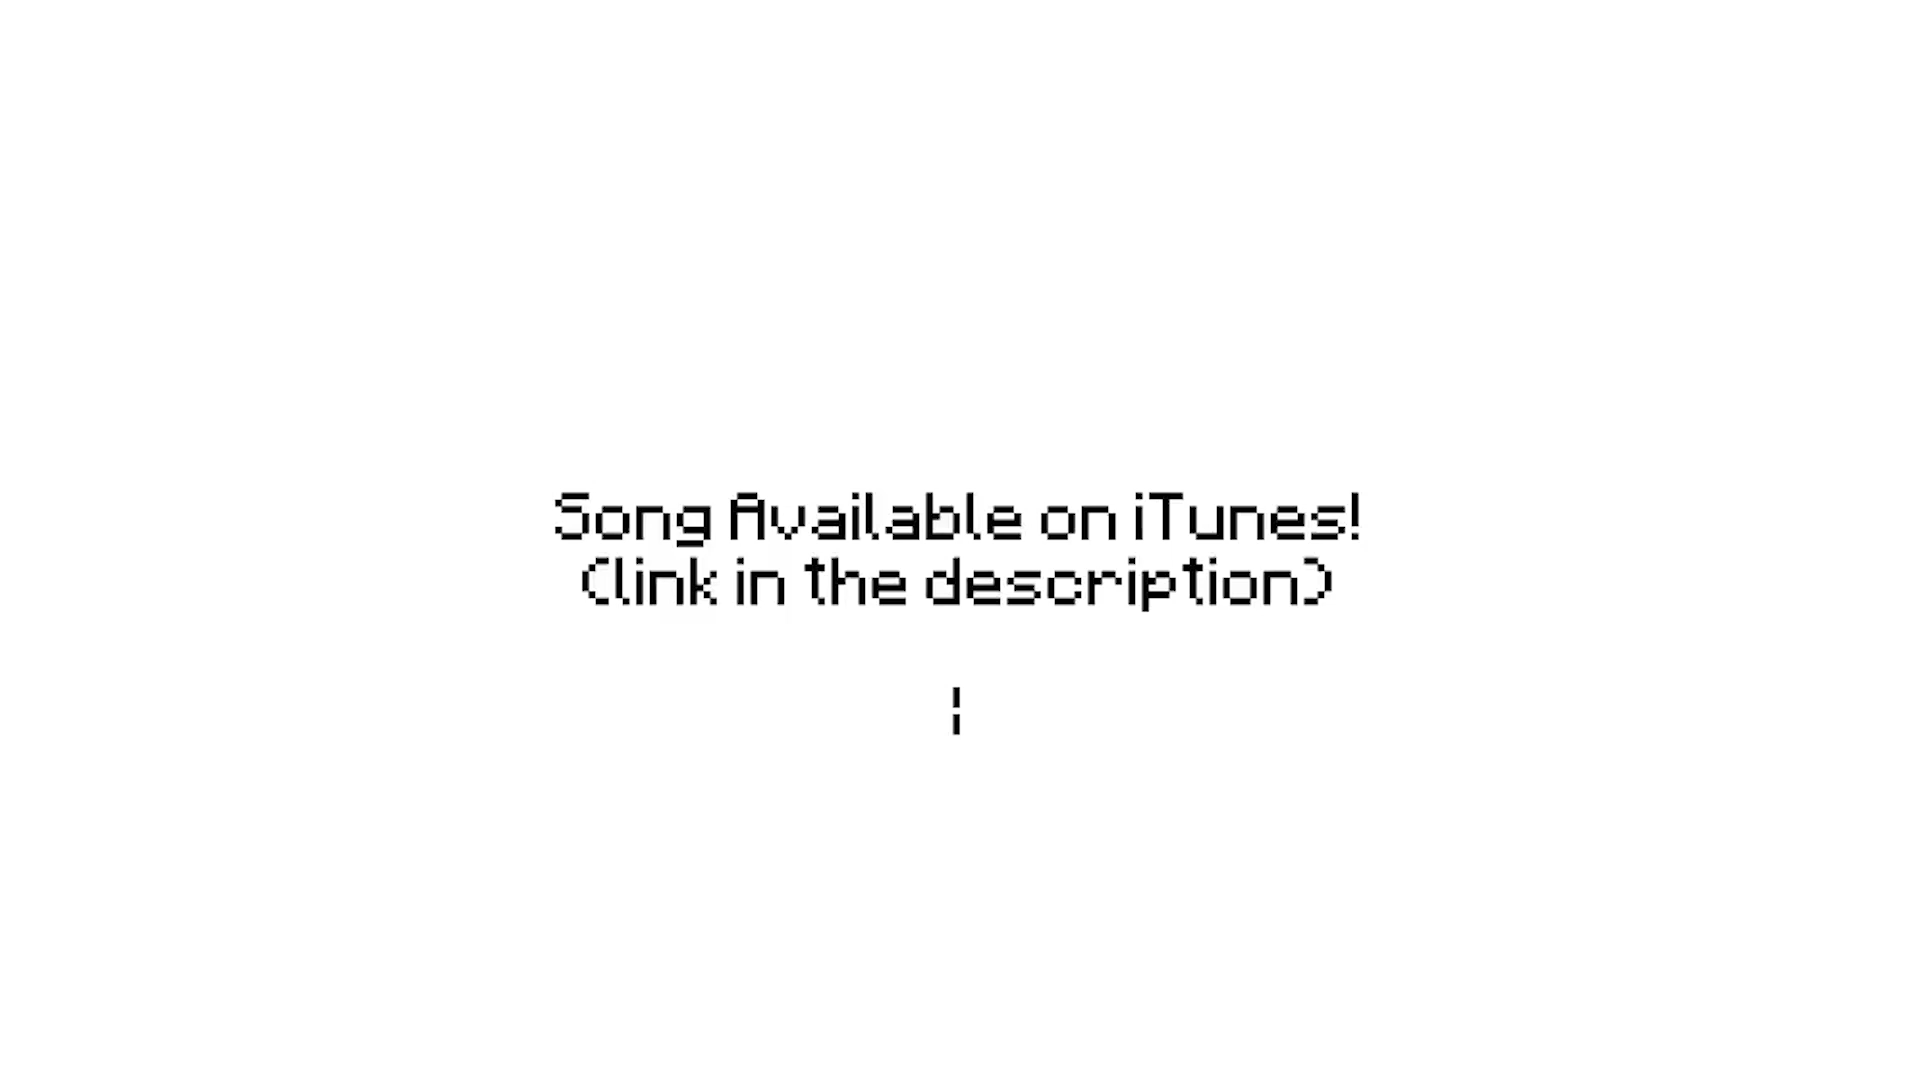 Song Available on iTunes!
(link in the description)
¦